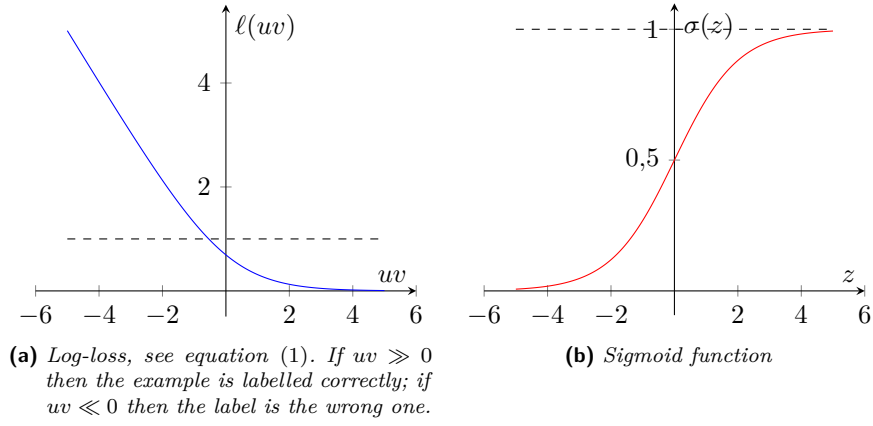 ℓ(uv)
4
2
uv
−6 −4 −2 2 4 6
(a) Log-loss, see equation (1). If uv ≫ 0
then the example is labelled correctly; if
uv ≪ 0 then the label is the wrong one.
1 σ(z)
0,5
z
−6 −4 −2 2 4 6
(b) Sigmoid function